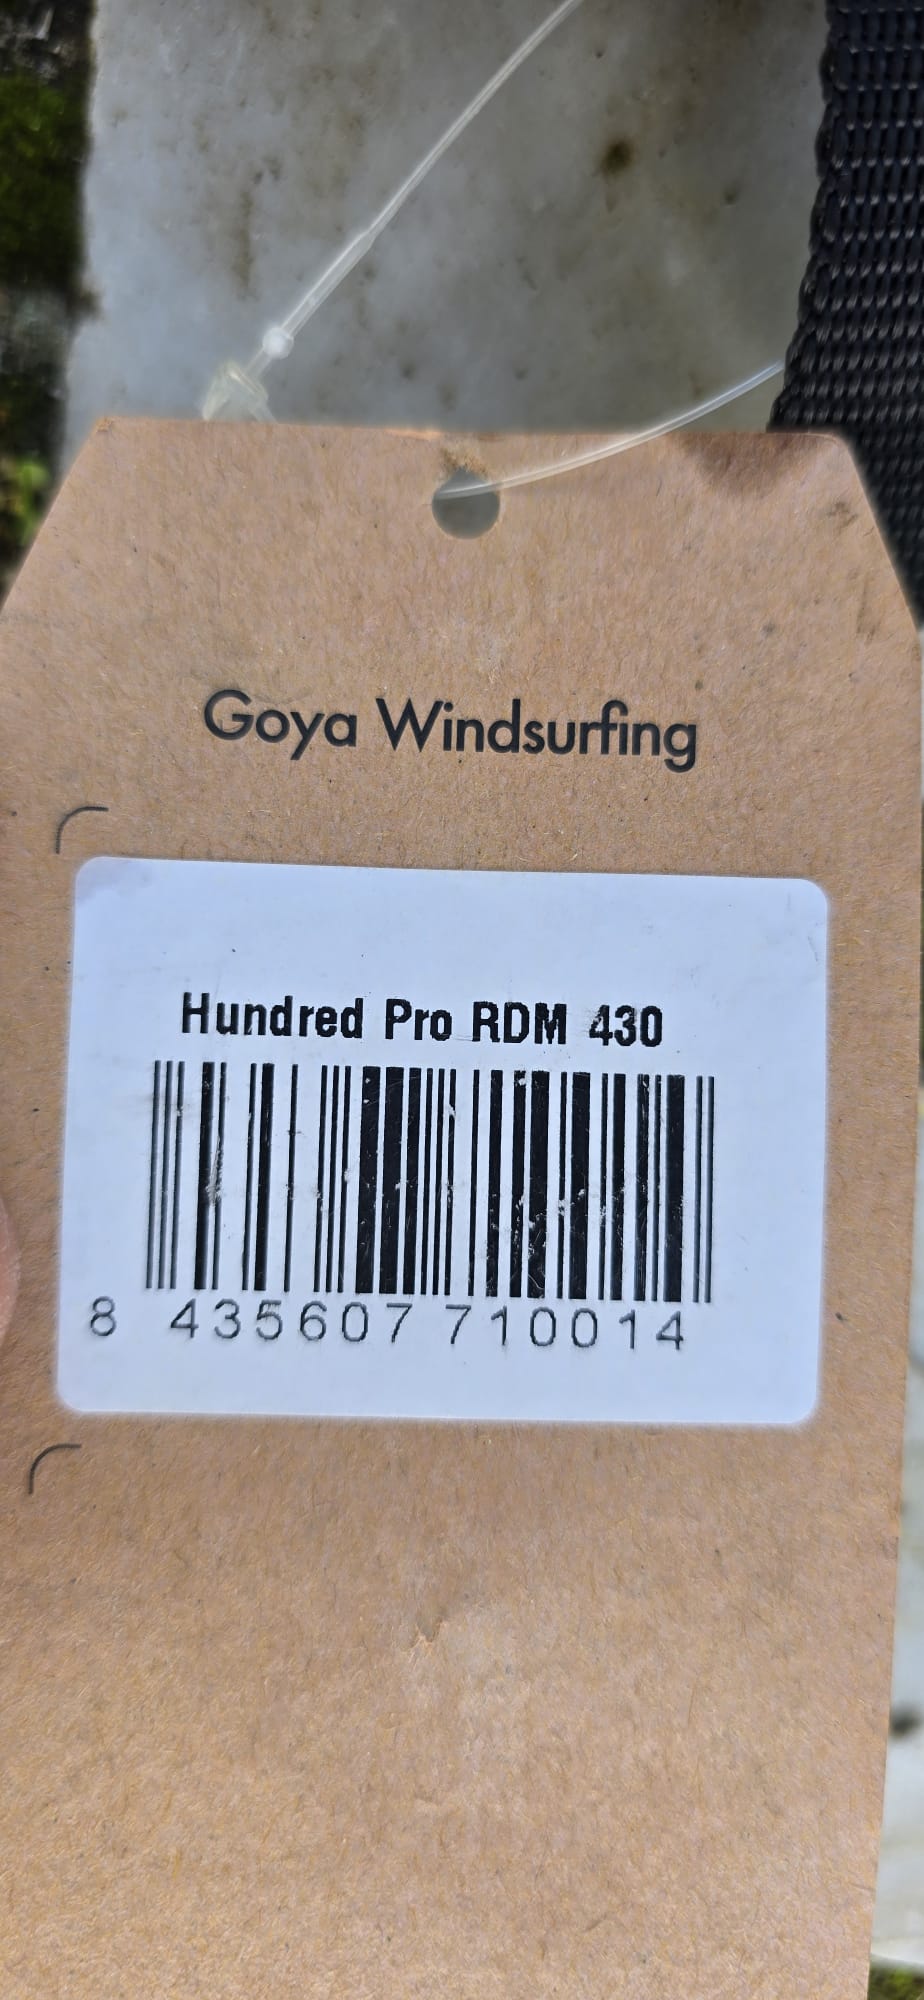 Goya Windsurfing
Hundred Pro RDM 430
8 435607 710014